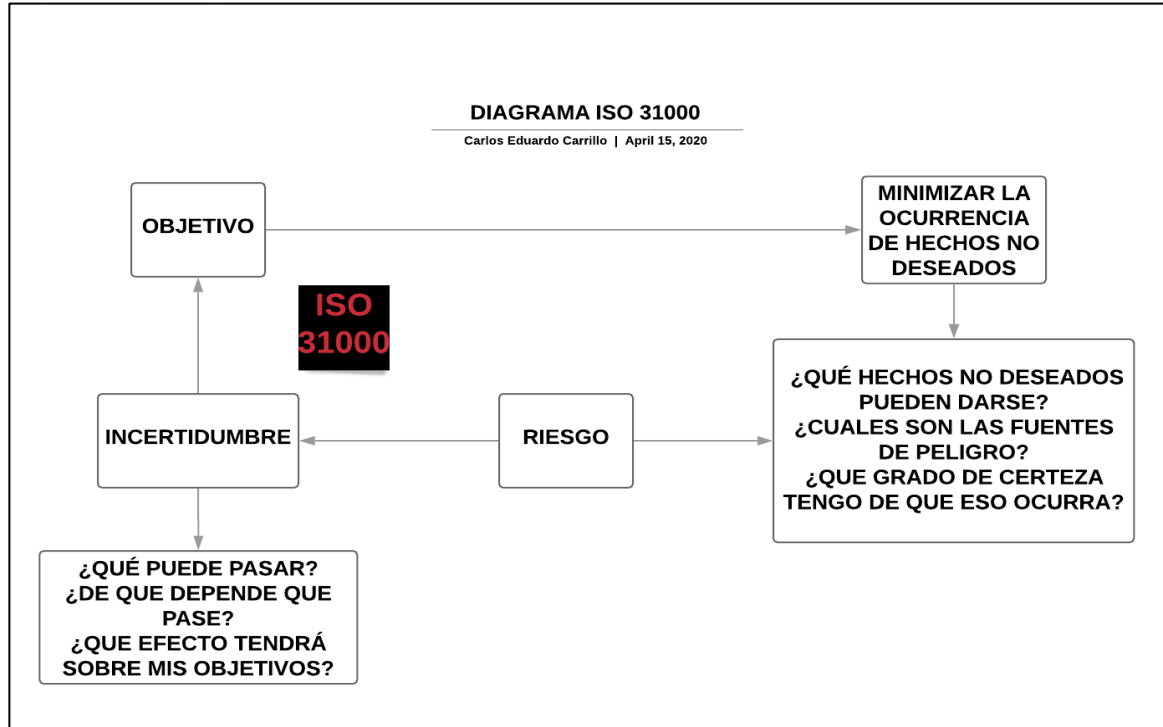 DIAGRAMA ISO 31000
Carlos Eduardo Carrillo | April 15, 2020
OBJETIVO
MINIMIZAR LA
OCURRENCIA
DE HECHOS NO
DESEADOS
ISO
31000
INCERTIDUMBRE
RIESGO
¿QUÉ HECHOS NO DESEADOS
PUEDEN DARSE?
¿CUALES SON LAS FUENTES
DE PELIGRO?
¿QUE GRADO DE CERTEZA
TENGO DE QUE ESO OCURRA?
¿QUÉ PUEDE PASAR?
¿DE QUE DEPENDE QUE
PASE?
¿QUE EFECTO TENDRÁ
SOBRE MIS OBJETIVOS?